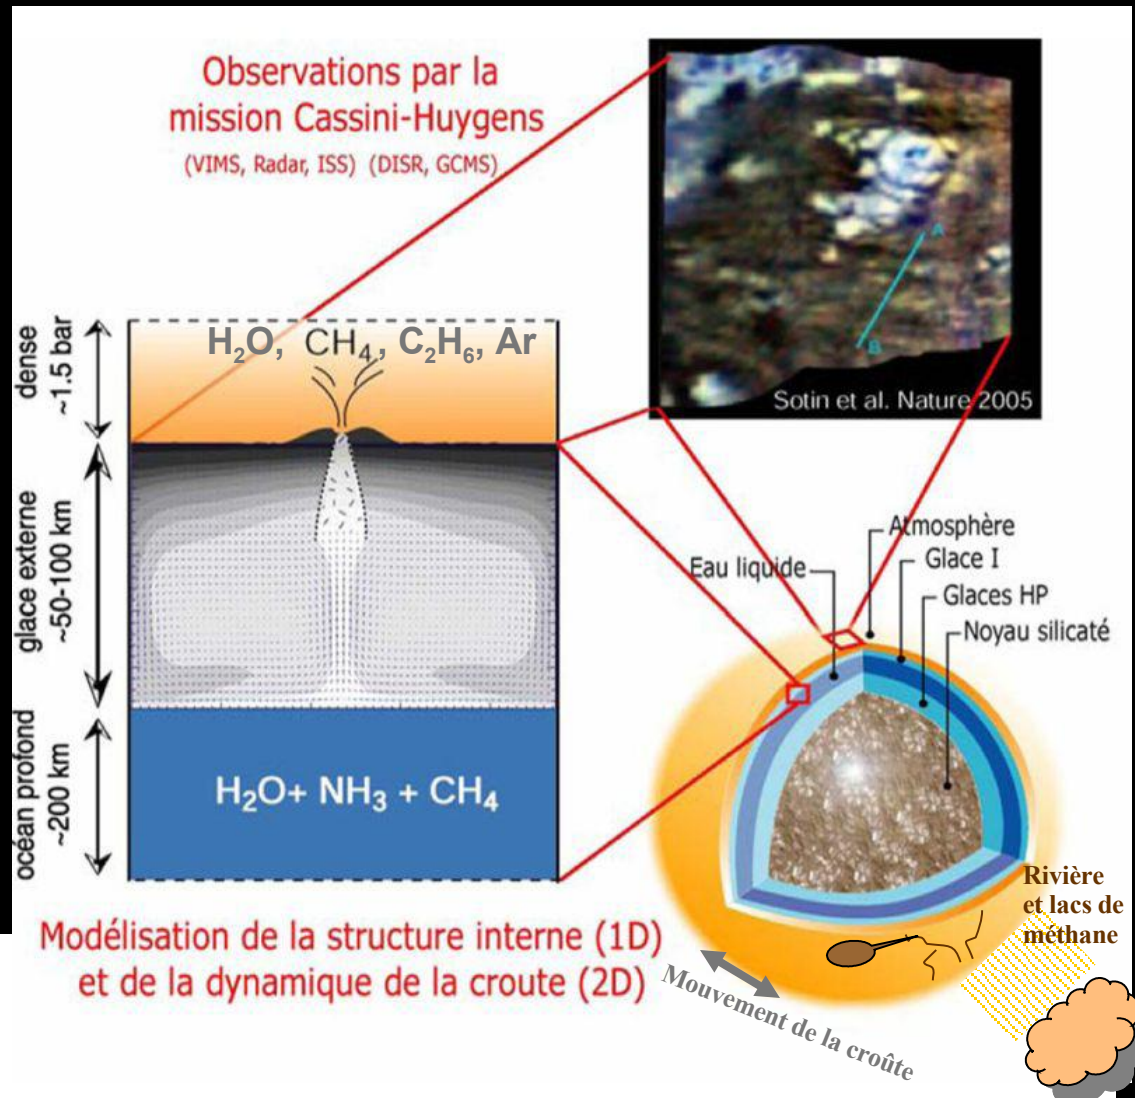 Observations par la
mission Cassini-Huygens
(VIMS, Radar, ISS) (DISR, GCMS)
A
B
Sotin et al. Nature 2005
dense
~1.5 bar
H2O, CH4, C2H6, Ar
glace externe
~50-100 km
océan profond
~200 km
H2O+ NH3 + CH4
Atmosphère
Glace I
Eau liquide
Glaces HP
Noyau silicaté
Rivière
et lacs de
méthane
Modélisation de la structure interne (1D)
et de la dynamique de la croute (2D)
Mouvement de la croûte